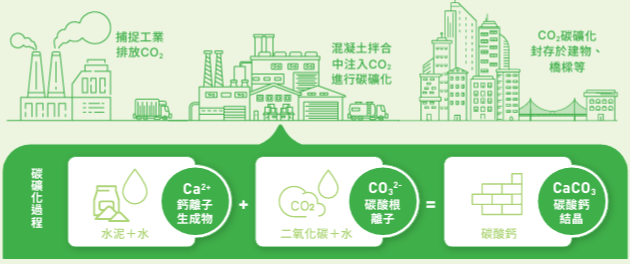 捕捉工業
排放CO₂
混凝土拌合
中注入CO₂
進行碳礦化
CO₂碳礦化
封存於建物、
橋樑等
碳礦化過程
Ca²⁺
鈣離子
生成物
水泥＋水
+
CO₂
CO₃²⁻
碳酸根
離子
二氧化碳＋水
=
CaCO₃
碳酸鈣
結晶
碳酸鈣